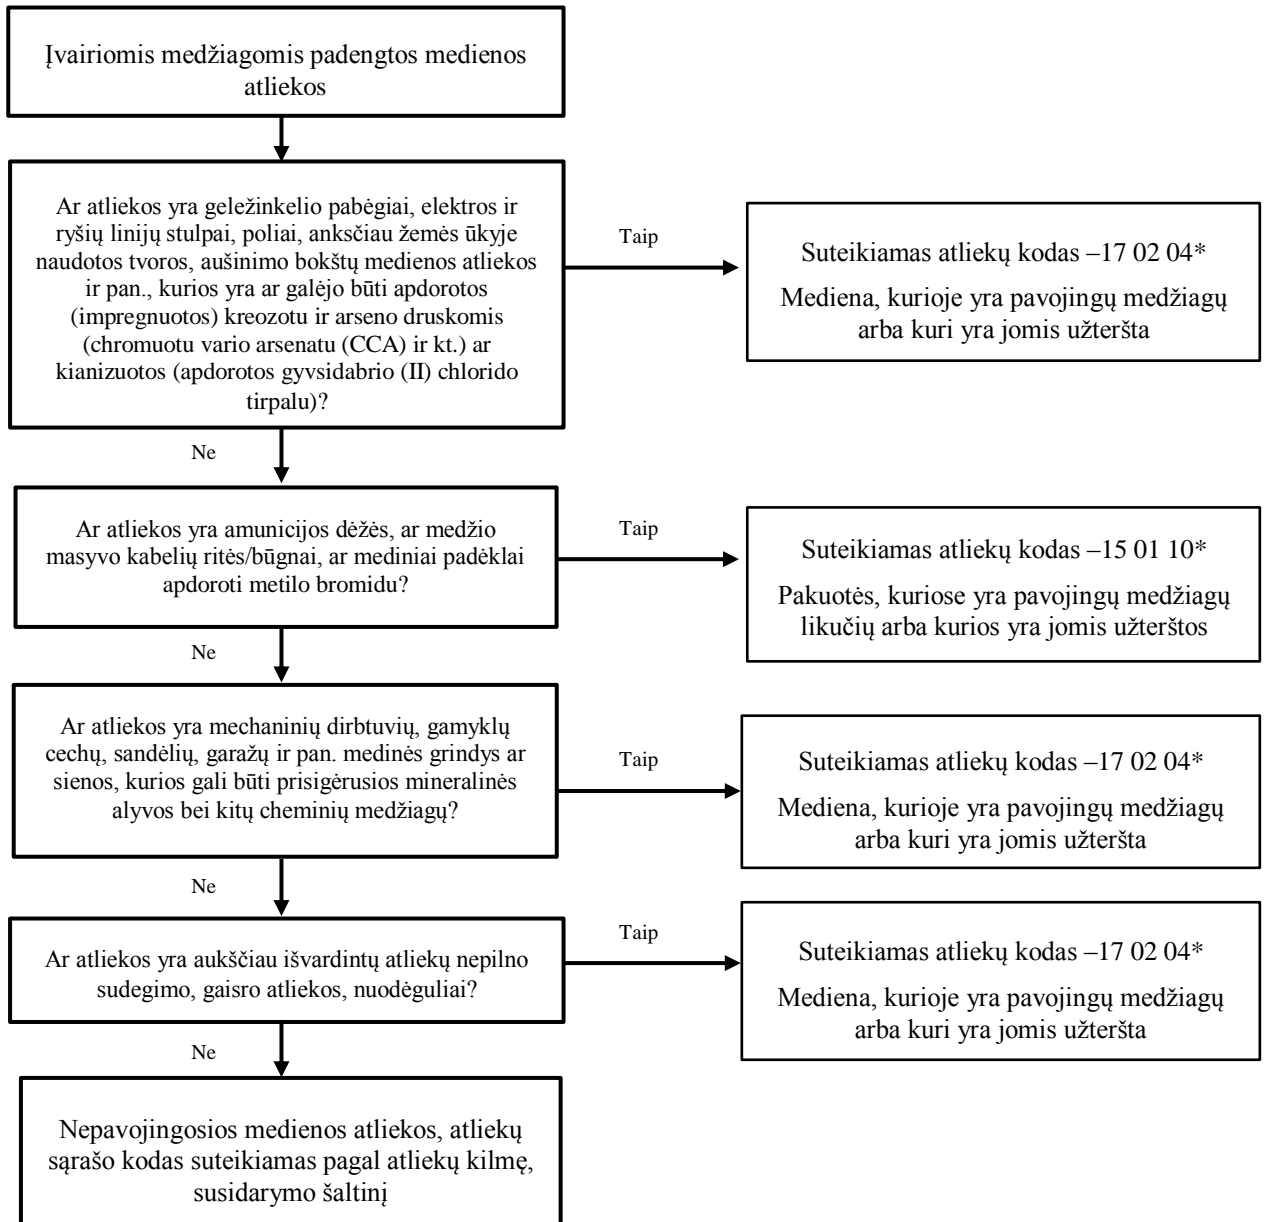 Įvairiomis medžiagomis padengtos medienos
atliekos
Ar atliekos yra geležinkelio pabėgiai, elektros ir
ryšių linijų stulpai, poliai, anksčiau žemės ūkyje
naudotos tvoros, aušinimo bokštų medienos atliekos
ir pan., kurios yra ar galėjo būti apdorotos
(impregnuotos) kreozotu ir arseno druskomis
(chromuotu vario arsenatu (CCA) ir kt.) ar
kianizuotos (apdorotos gyvsidabrio (II) chlorido
tirpalu)?
Taip
Suteikiamas atliekų kodas –17 02 04*
Mediena, kurioje yra pavojingų medžiagų
arba kuri yra jomis užteršta
Ne
Ar atliekos yra amunicijos dėžės, ar medžio
masyvo kabelių ritės/būgnai, ar mediniai padėklai
apdoroti metilo bromidu?
Taip
Suteikiamas atliekų kodas –15 01 10*
Pakuotės, kuriose yra pavojingų medžiagų
likučių arba kurios yra jomis užterštos
Ne
Ar atliekos yra mechaninių dirbtuvių, gamyklų
cechų, sandėlių, garažų ir pan. medinės grindys ar
sienos, kurios gali būti prisigėrusios mineralinės
alyvos bei kitų cheminių medžiagų?
Taip
Suteikiamas atliekų kodas –17 02 04*
Mediena, kurioje yra pavojingų medžiagų
arba kuri yra jomis užteršta
Ne
Ar atliekos yra aukščiau išvardintų atliekų nepilno
sudegimo, gaisro atliekos, nuodėguliai?
Taip
Suteikiamas atliekų kodas –17 02 04*
Mediena, kurioje yra pavojingų medžiagų
arba kuri yra jomis užteršta
Ne
Nepavojingosios medienos atliekos, atliekų
sąrašo kodas suteikiamas pagal atliekų kilmę,
susidarymo šaltinį